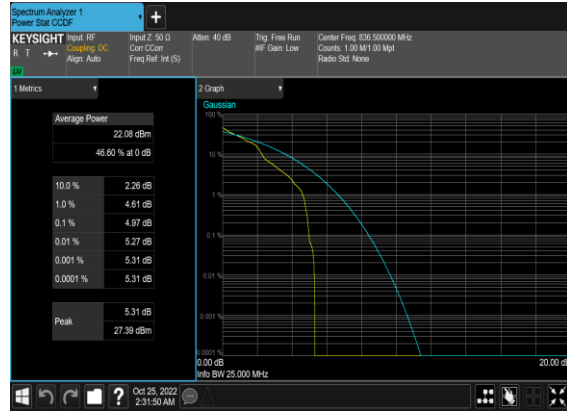 Spectrum Analyzer 1
Power Stat CCDF
KEYSIGHT
R T
Input: RF
Coupling: DC
Align: Auto
Input Z: 50 Ω
Corr CCorr
Freq Ref: Int (S)
Atten: 40 dB
Trig: Free Run
#IF Gain: Low
Center Freq: 836.500000 MHz
Counts: 1.00 M/1.00 Mpt
Radio Std: None
1 Metrics
Average Power
22.08 dBm
46.60 % at 0 dB
10.0 % 2.26 dB
1.0 % 4.61 dB
0.1 % 4.97 dB
0.01 % 5.27 dB
0.001 % 5.31 dB
0.0001 % 5.31 dB
Peak
5.31 dB
27.39 dBm
2 Graph
Gaussian
100 %
10 %
1 %
0.1 %
0.01 %
0.001 %
0.0001 %
0.00 dB
20.00 dB
Info BW 25.000 MHz
Oct 25, 2022
2:31:50 AM